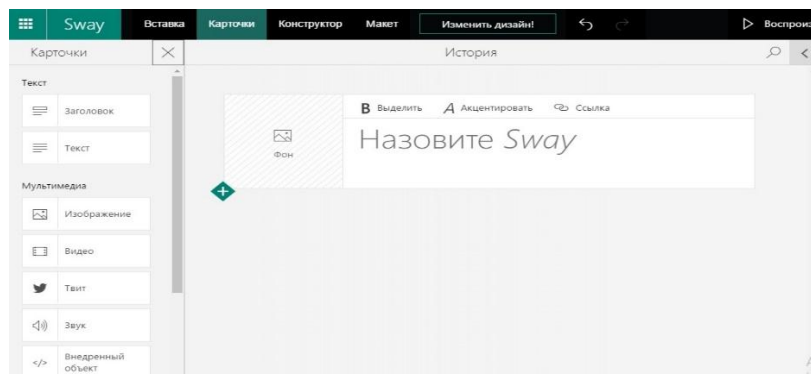 Sway Вставка Карточки Конструктор Макет Изменить дизайн!
Карточки
История
Текст
Заголовок
Текст
Мультимедиа
Изображение
Видео
Твит
Звук
</> Внедренный
объект
Фон
B Выделить A Акцентировать Ссылка
Назовите Sway